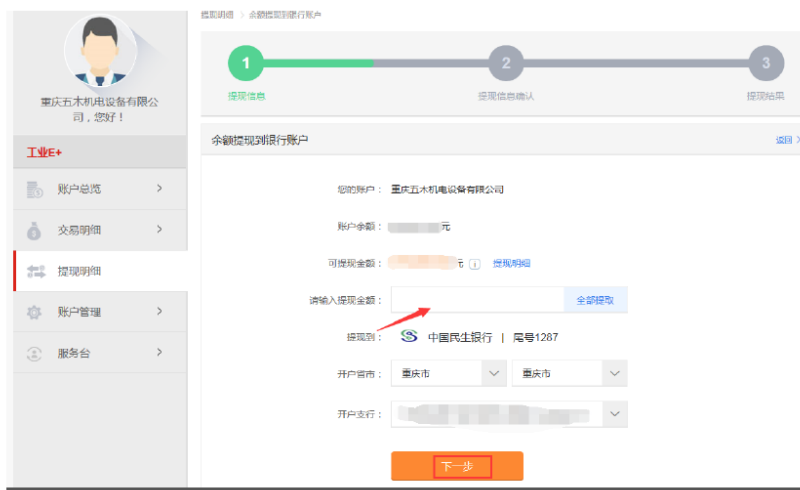 提现明细 > 余额提现到银行账户
1
2
3
提现信息
提现信息确认
提现结果
重庆五木机电设备有限公
司，您好！
工业E+
账户总览
交易明细
提现明细
账户管理
服务台
余额提现到银行账户
返回
您的账户： 重庆五木机电设备有限公司
账户余额： 元
可提现金额： 元 i 提现明细
请输入提现金额： 全部提取
提现到： 中国民生银行 | 尾号1287
开户省市： 重庆市 重庆市
开户支行：
下一步